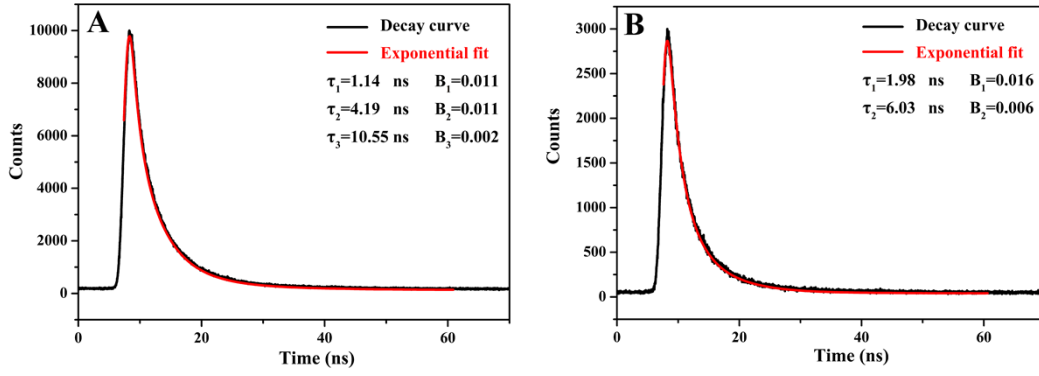 A
Decay curve
Exponential fit
τ1=1.14 ns B1=0.011
τ2=4.19 ns B2=0.011
τ3=10.55 ns B3=0.002
Counts
10000
8000
6000
4000
2000
0
0 20 40 60
Time (ns)
B
Decay curve
Exponential fit
τ1=1.98 ns B1=0.016
τ2=6.03 ns B2=0.006
Counts
3000
2500
2000
1500
1000
500
0
0 20 40 60
Time (ns)